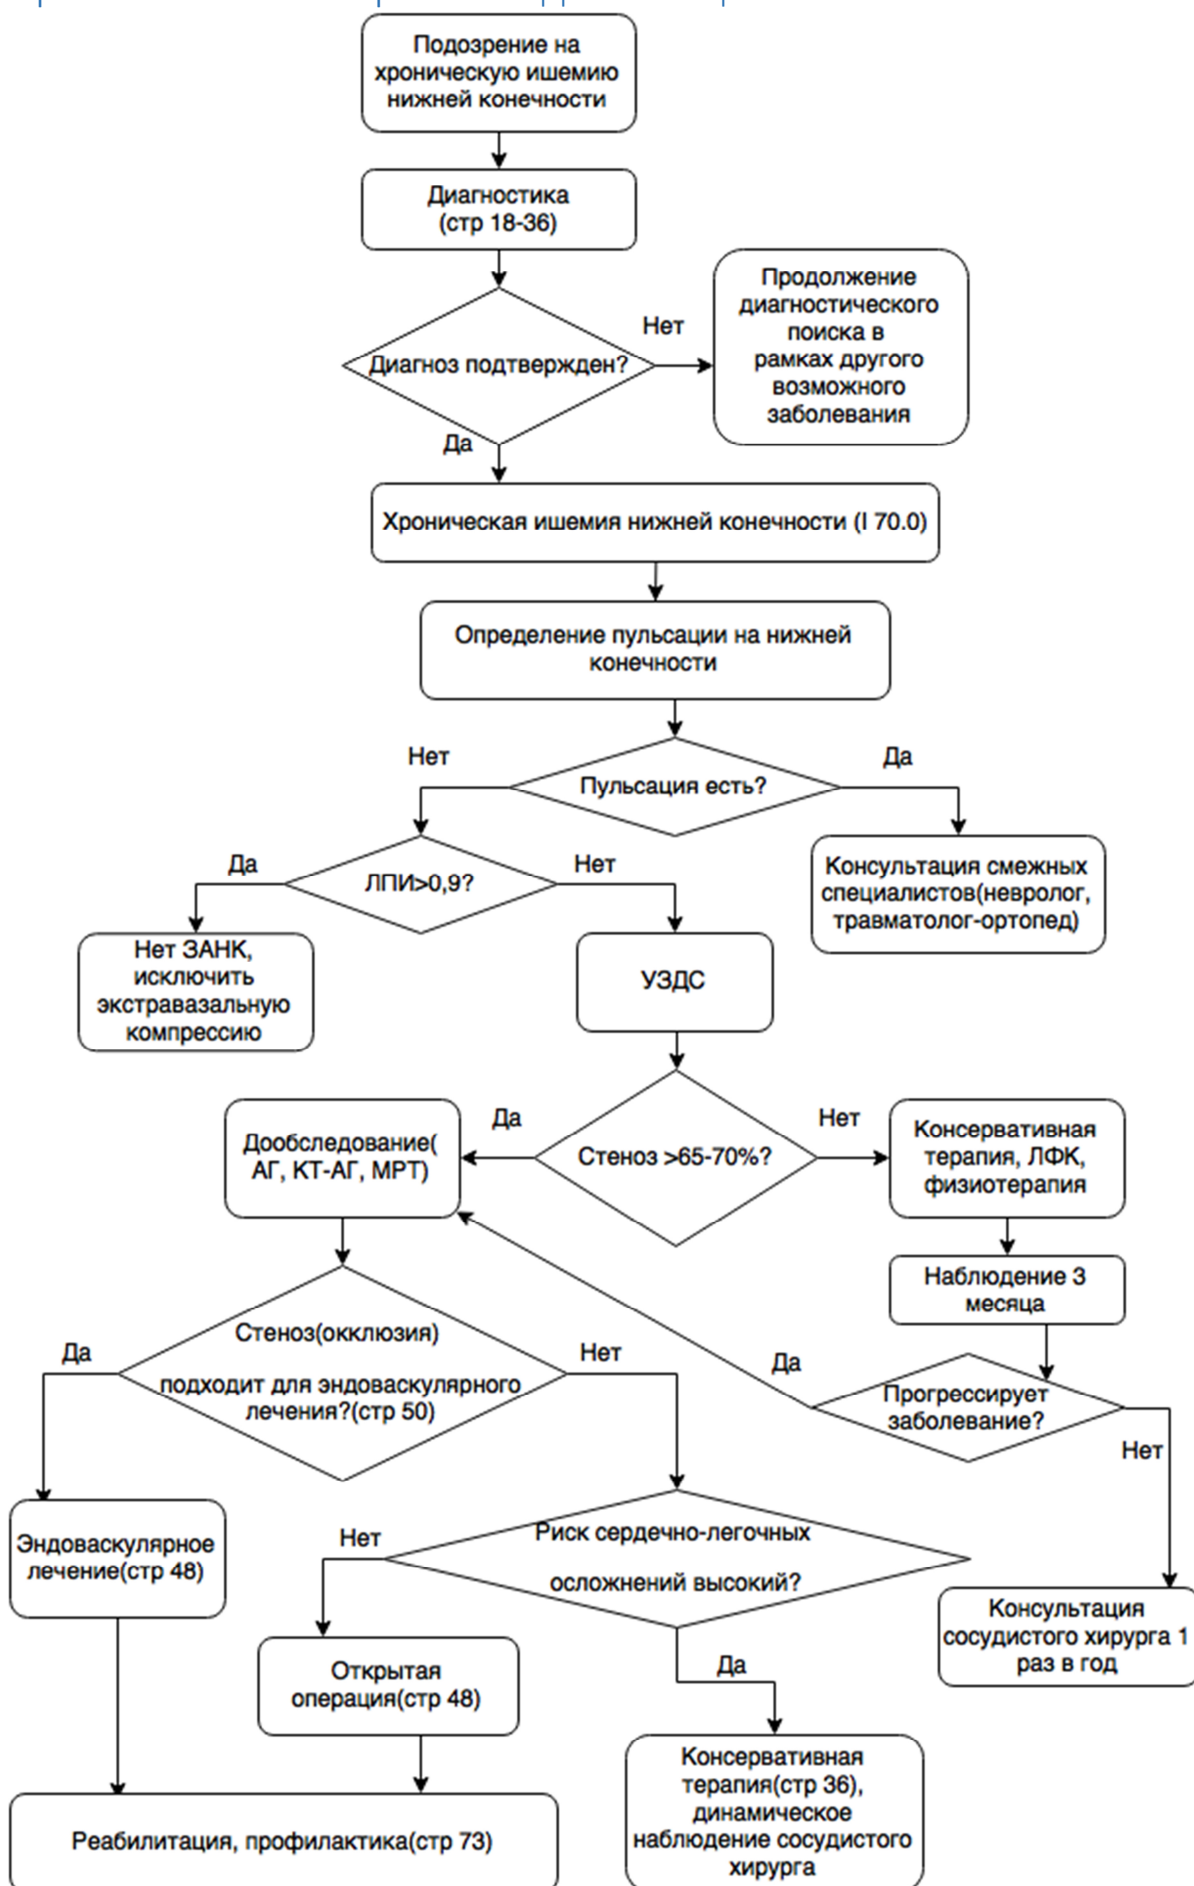 Подозрение на
хроническую ишемию
нижней конечности
Диагностика
(стр 18-36)
Диагноз подтвержден?
Нет
Продолжение
диагностического
поиска в
рамках другого
возможного
заболевания
Да
Хроническая ишемия нижней конечности (I 70.0)
Определение пульсации на нижней
конечности
Пульсация есть?
Нет
Да
ЛПИ>0,9?
Да
Нет
Консультация смежных
специалистов(невролог,
травматолог-ортопед)
Нет ЗАНК,
исключить
экстравазальную
компрессию
УЗДС
Стеноз >65-70%?
Да
Нет
Дообследование(
АГ, КТ-АГ, МРТ)
Консервативная
терапия, ЛФК,
физиотерапия
Наблюдение 3
месяца
Стеноз(окклюзия)
подходит для эндоваскулярного
лечения?(стр 50)
Да
Нет
Прогрессирует
заболевание?
Да
Нет
Эндоваскулярное
лечение(стр 48)
Риск сердечно-легочных
осложнений высокий?
Нет
Да
Консультация
сосудистого хирурга 1
раз в год
Открытая
операция(стр 48)
Консервативная
терапия(стр 36),
динамическое
наблюдение сосудистого
хирурга
Реабилитация, профилактика(стр 73)